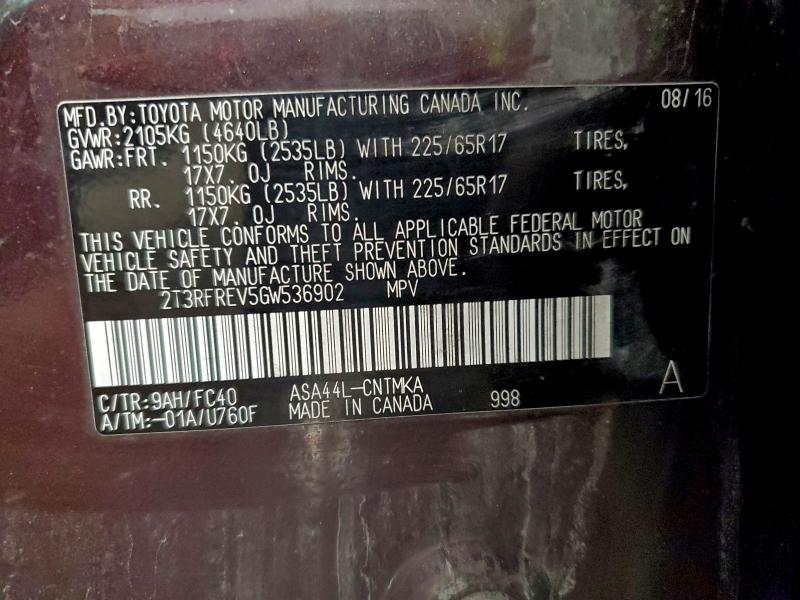 MFD.BY:TOYOTA MOTOR MANUFACTURING CANADA INC. 08/16
GVWR:2105KG (4640LB)
GAWR:FRT. 1150KG (2535LB) WITH 225/65R17 TIRES,
17X7.0J RIMS.
RR. 1150KG (2535LB) WITH 225/65R17 TIRES,
17X7.0J RIMS.
THIS VEHICLE CONFORMS TO ALL APPLICABLE FEDERAL MOTOR
VEHICLE SAFETY AND THEFT PREVENTION STANDARDS IN EFFECT ON
THE DATE OF MANUFACTURE SHOWN ABOVE.
2T3RFREV5GW536902 MPV
C/TR:9AH/FC40 ASA44L-CNTMKA A
A/TM:-01A/U760F MADE IN CANADA 998